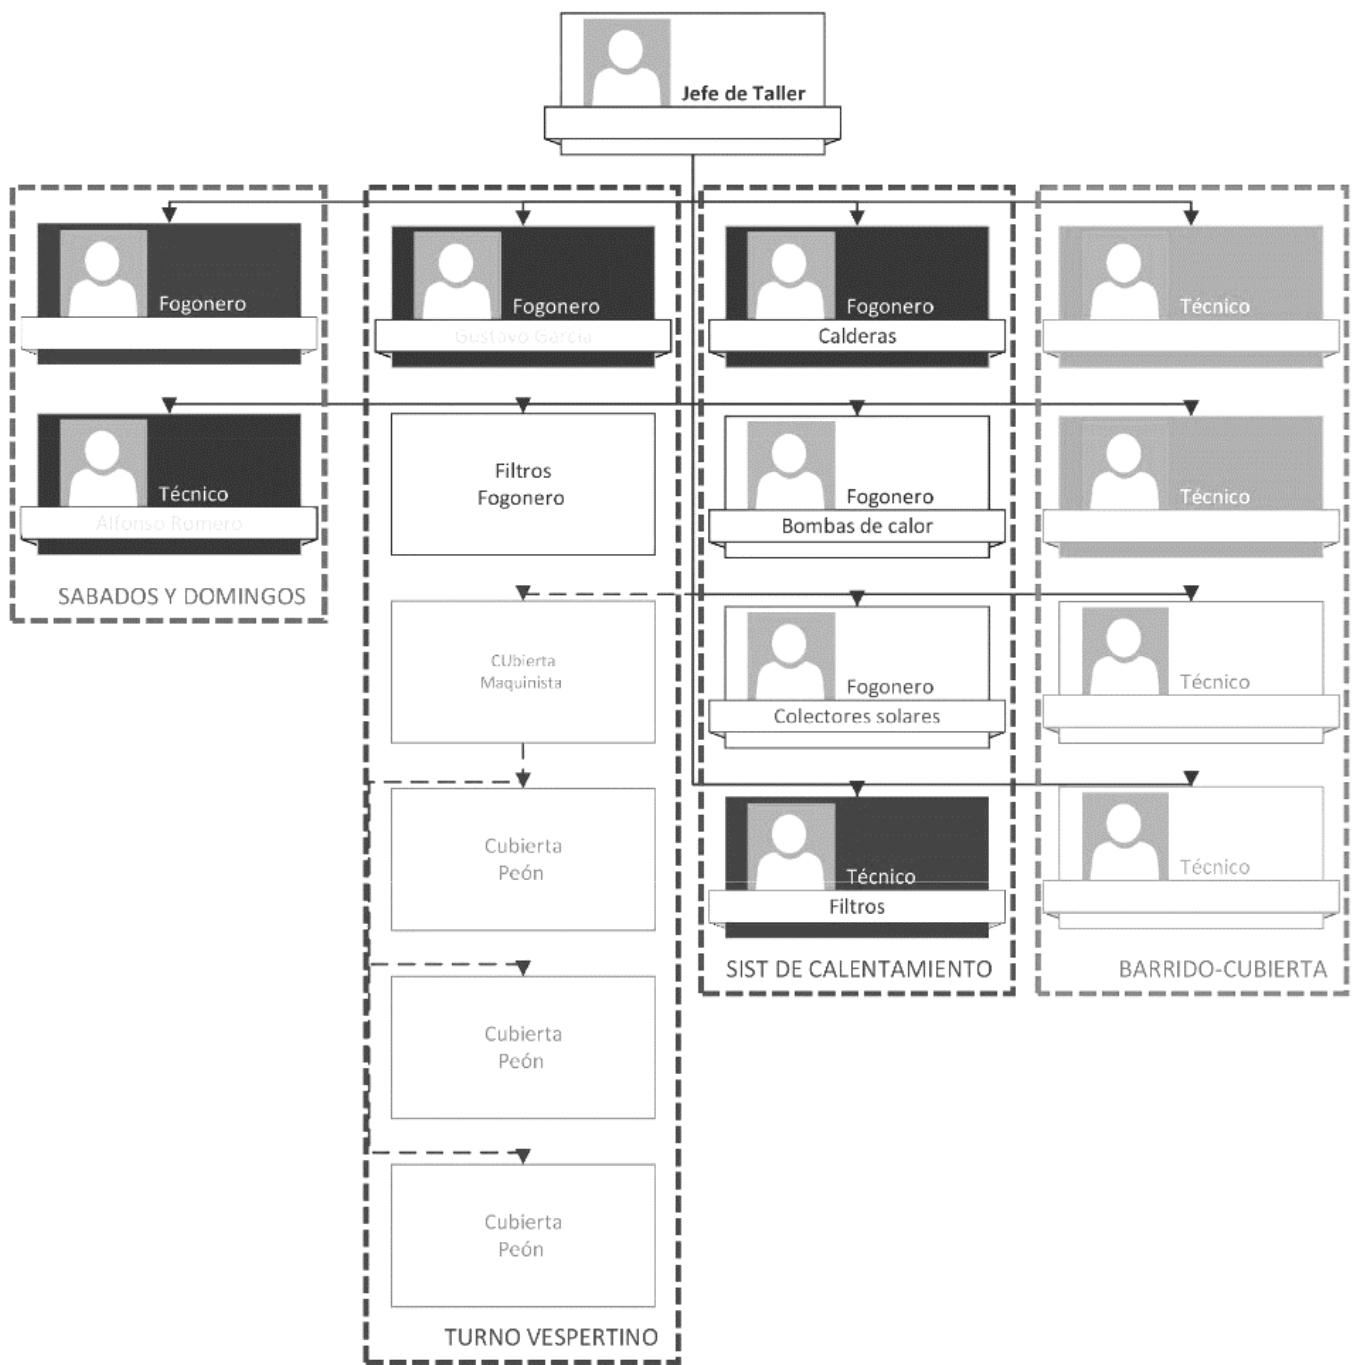 Jefe de Taller
Fogonero
Técnico
Alfonso Romero
SABADOS Y DOMINGOS
Fogonero
Gustavo García
Filtros
Fogonero
CUbierta
Maquinista
Cubierta
Peón
Cubierta
Peón
Cubierta
Peón
TURNO VESPERTINO
Fogonero
Calderas
Fogonero
Bombas de calor
Fogonero
Colectores solares
Técnico
Filtros
SIST DE CALENTAMIENTO
Técnico
Técnico
Técnico
Técnico
BARRIDO-CUBIERTA